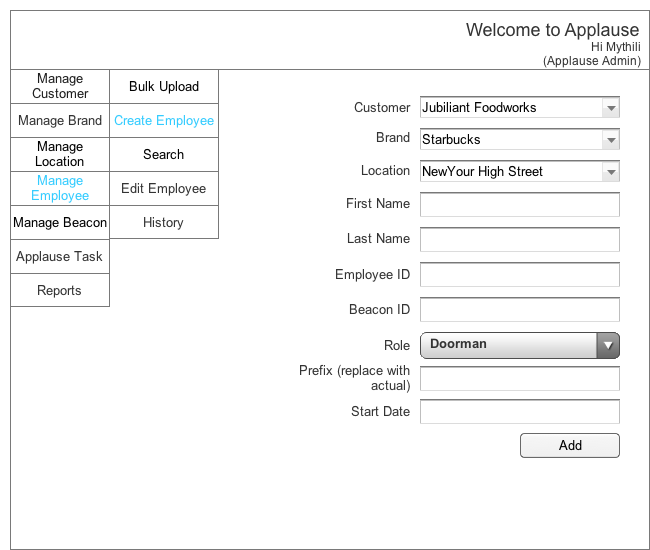 Welcome to Applause
Hi Mythili
(Applause Admin)
Manage
Customer
Manage Brand
Manage
Location
Manage
Employee
Manage Beacon
Applause Task
Reports
Bulk Upload
Create Employee
Search
Edit Employee
History
Customer Jubiliant Foodworks
Brand Starbucks
Location NewYour High Street
First Name
Last Name
Employee ID
Beacon ID
Role Doorman
Prefix (replace with
actual)
Start Date
Add